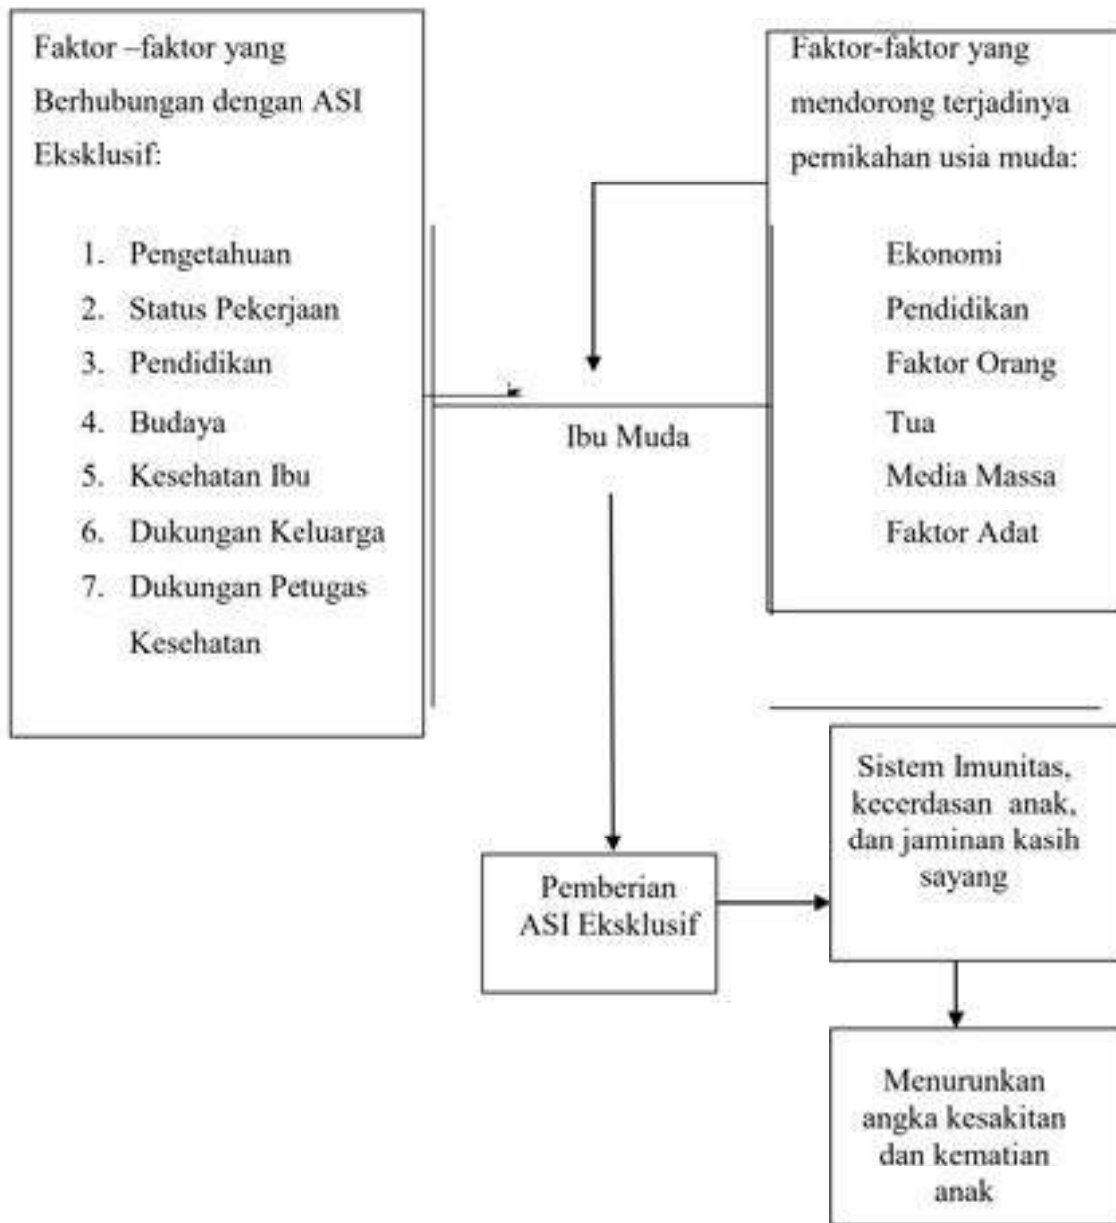 Faktor –faktor yang
Berhubungan dengan ASI
Eksklusif:
1. Pengetahuan
2. Status Pekerjaan
3. Pendidikan
4. Budaya
5. Kesehatan Ibu
6. Dukungan Keluarga
7. Dukungan Petugas
Kesehatan
Faktor-faktor yang
mendorong terjadinya
pernikahan usia muda:
Ekonomi
Pendidikan
Faktor Orang
Tua
Media Massa
Faktor Adat
Ibu Muda
Pemberian
ASI Eksklusif
Sistem Imunitas,
kecerdasan anak,
dan jaminan kasih
sayang
Menurunkan
angka kesakitan
dan kematian
anak